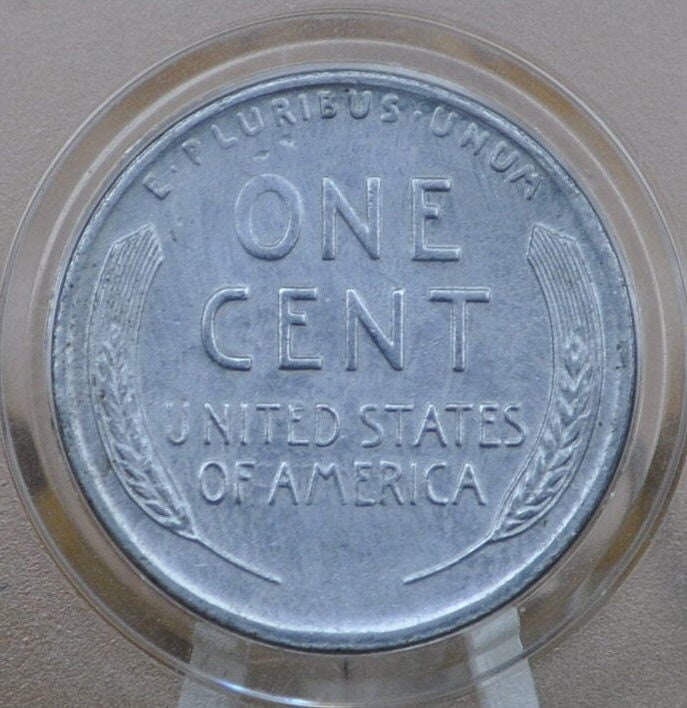 E·PLURIBUS·UNUM
ONE
CENT
UNITED STATES
OF AMERICA